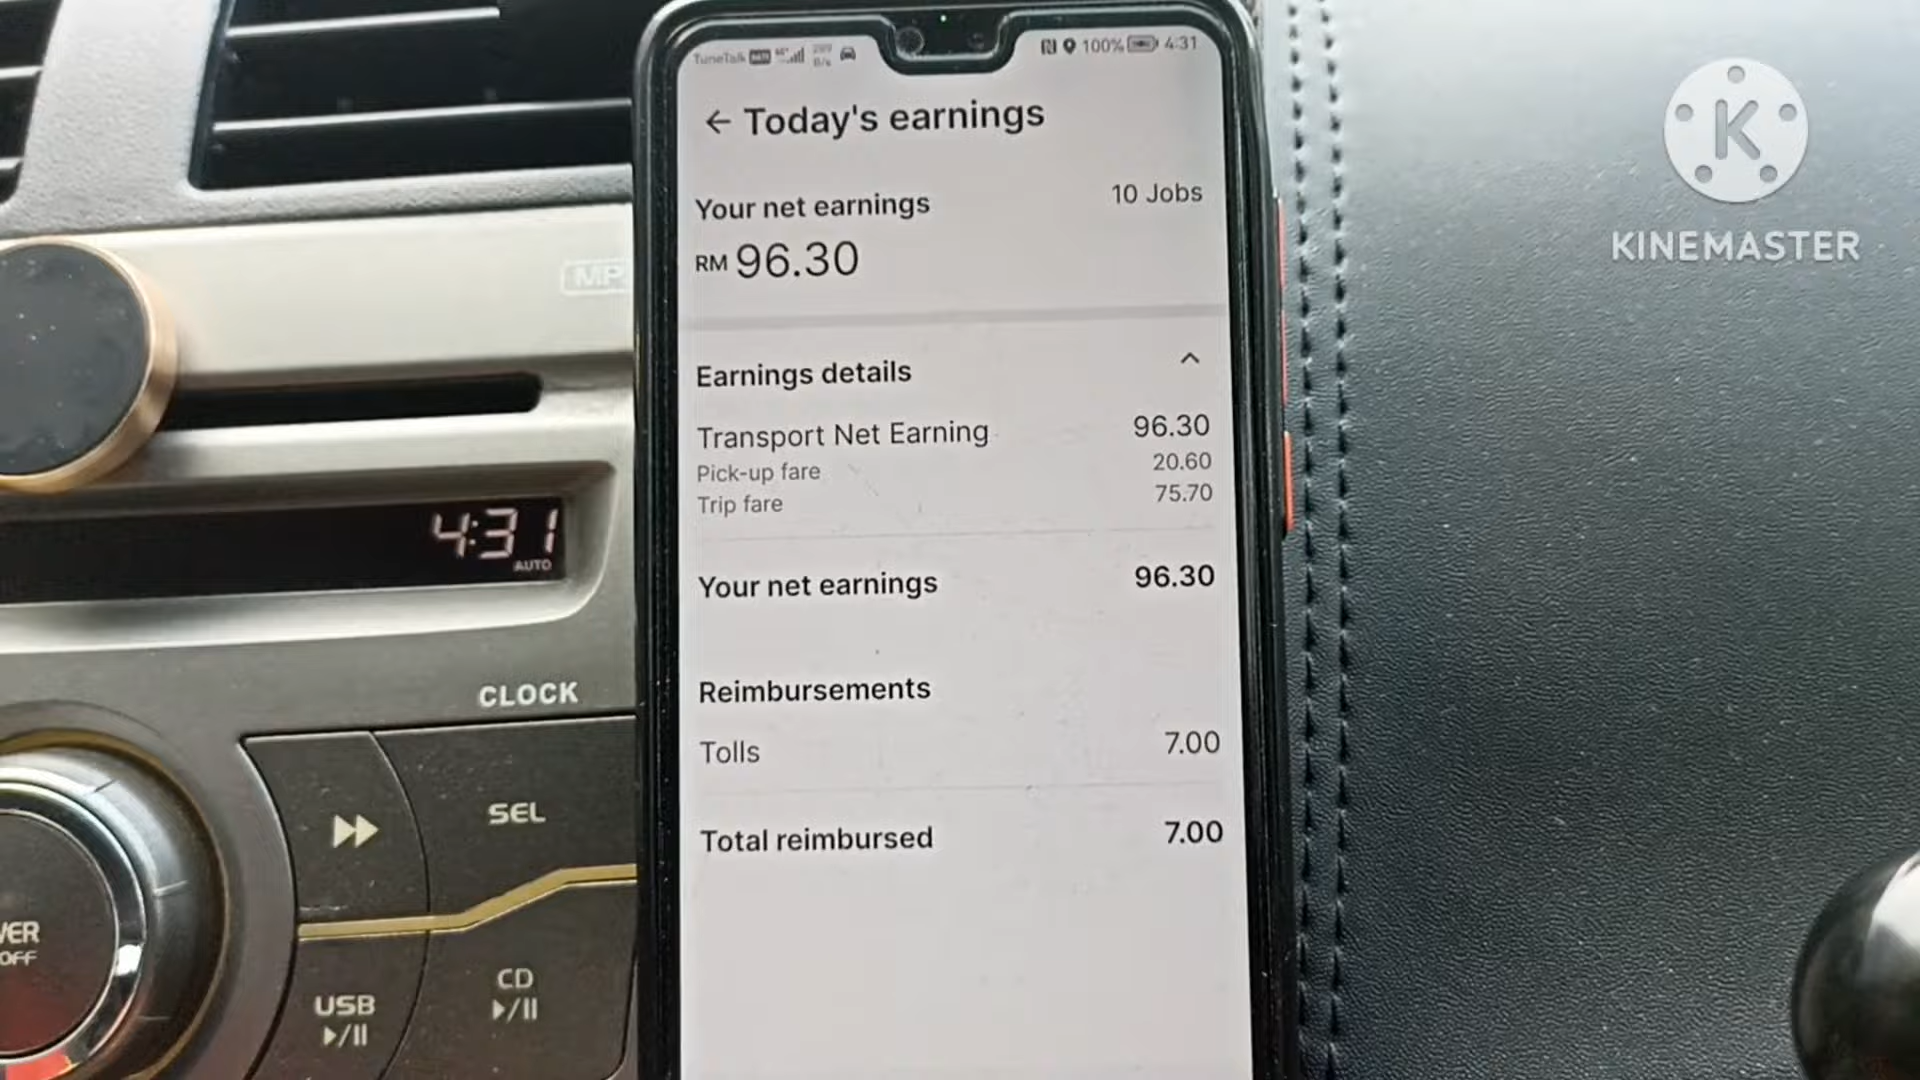 TuneTalk 100% 4:31
← Today's earnings
Your net earnings 10 Jobs
RM 96.30
Earnings details
Transport Net Earning 96.30
Pick-up fare 20.60
Trip fare 75.70
Your net earnings 96.30
Reimbursements
Tolls 7.00
Total reimbursed 7.00
K
KINEMASTER
MP
4:31
AUTO
CLOCK
SEL
VER
OFF
USB
CD